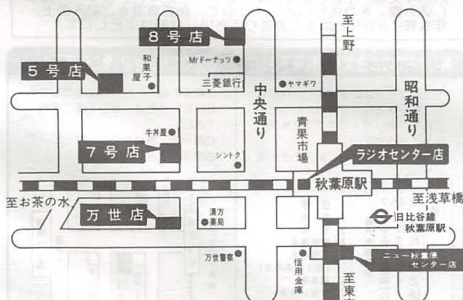 8号店
至上野
和菓子屋
Mrドーナッツ
5号店
三菱銀行
中央通り
ヤマギワ
昭和通り
牛丼屋
7号店
シントク
青果市場
ラジオセンター店
秋葉原駅
至お茶の水
至浅草橋
万世店
漢方薬局
日比谷線
秋葉原駅
万世警察
信用金庫
ニュー秋葉原
センター店
至東